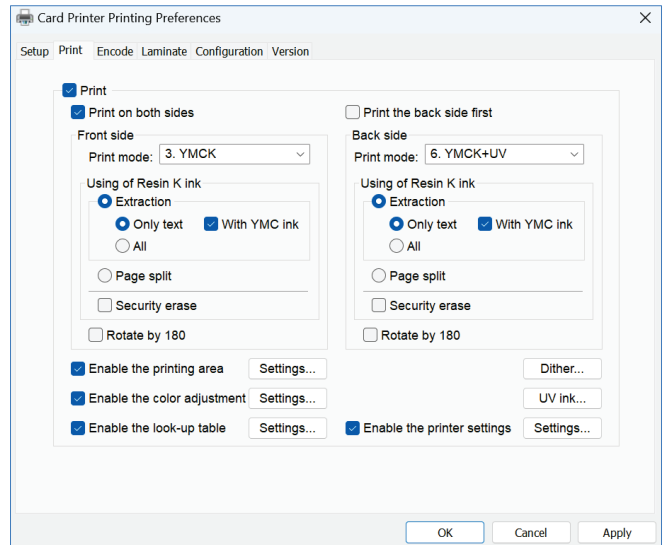 Card Printer Printing Preferences
Setup Print Encode Laminate Configuration Version
Print
Print on both sides Print the back side first
Front side Back side
Print mode: 3. YMCK Print mode: 6. YMCK+UV
Using of Resin K ink Using of Resin K ink
Extraction Extraction
Only text With YMC ink Only text With YMC ink
All All
Page split Page split
Security erase Security erase
Rotate by 180 Rotate by 180
Enable the printing area Settings... Dither...
Enable the color adjustment Settings... UV ink...
Enable the look-up table Settings... Enable the printer settings Settings...
OK Cancel Apply